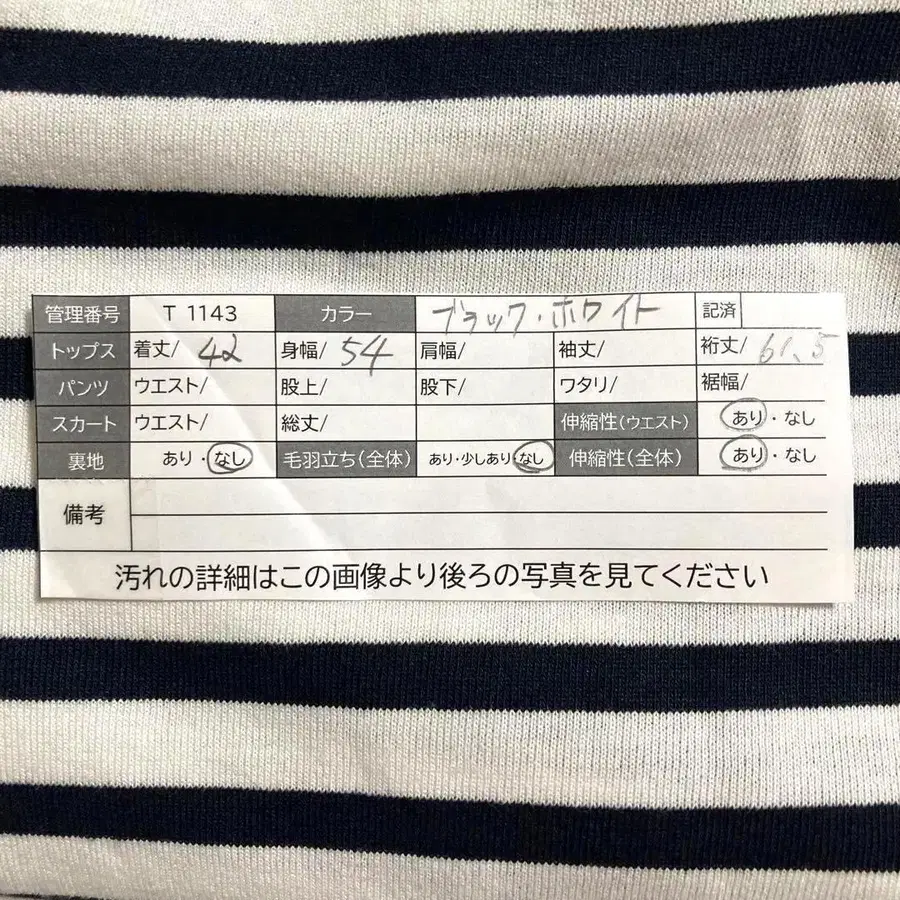 管理番号 T 1143 カラー ブラック・ホワイト 記済
トップス 着丈/ 42 身幅/ 54 肩幅/ 袖丈/ 裄丈/ 61、5
パンツ ウエスト/ 股上/ 股下/ ワタリ/ 裾幅/
スカート ウエスト/ 総丈/ 伸縮性(ウエスト) あり・なし
裏地 あり・なし 毛羽立ち(全体) あり・少しあり・なし 伸縮性(全体) あり・なし
備考
汚れの詳細はこの画像より後ろの写真を見てください